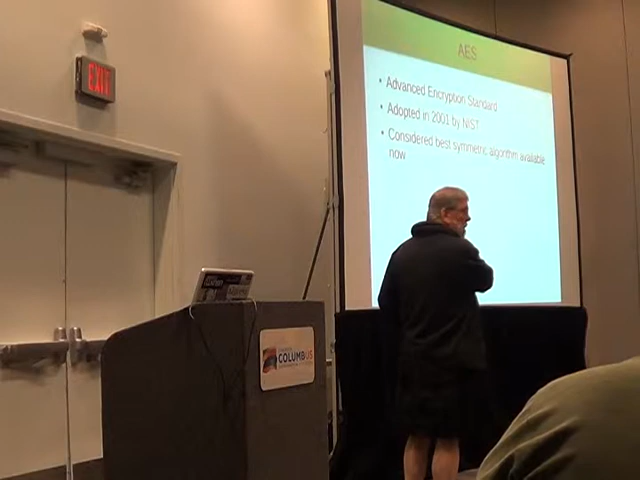 EXIT
AES
• Advanced Encryption Standard
• Adopted in 2001 by NIST
• Considered best symmetric algorithm available
now
COLUMBUS